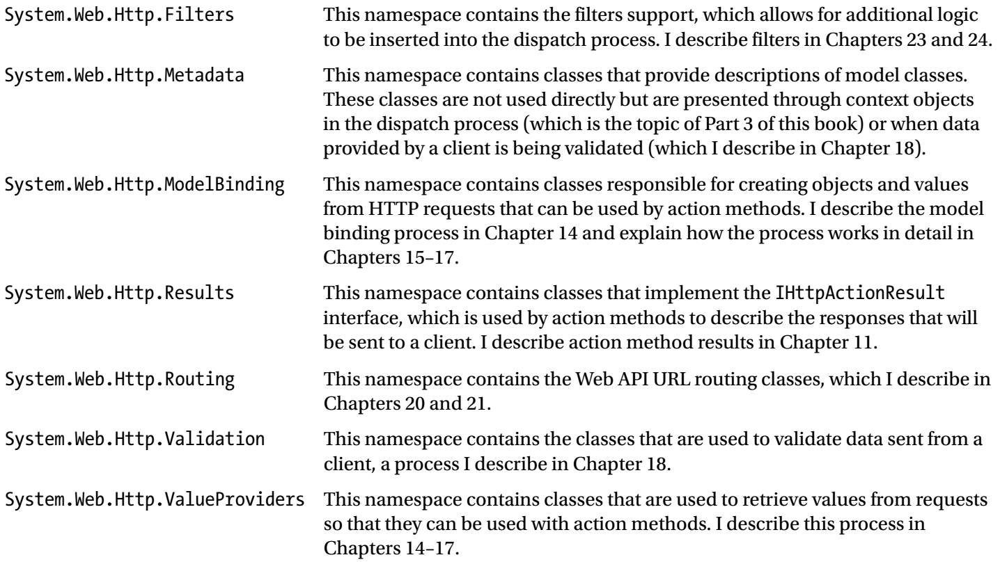 System.Web.Http.Filters This namespace contains the filters support, which allows for additional logic
to be inserted into the dispatch process. I describe filters in Chapters 23 and 24.
System.Web.Http.Metadata This namespace contains classes that provide descriptions of model classes.
These classes are not used directly but are presented through context objects
in the dispatch process (which is the topic of Part 3 of this book) or when data
provided by a client is being validated (which I describe in Chapter 18).
System.Web.Http.ModelBinding This namespace contains classes responsible for creating objects and values
from HTTP requests that can be used by action methods. I describe the model
binding process in Chapter 14 and explain how the process works in detail in
Chapters 15–17.
System.Web.Http.Results This namespace contains classes that implement the IHttpActionResult
interface, which is used by action methods to describe the responses that will
be sent to a client. I describe action method results in Chapter 11.
System.Web.Http.Routing This namespace contains the Web API URL routing classes, which I describe in
Chapters 20 and 21.
System.Web.Http.Validation This namespace contains the classes that are used to validate data sent from a
client, a process I describe in Chapter 18.
System.Web.Http.ValueProviders This namespace contains classes that are used to retrieve values from requests
so that they can be used with action methods. I describe this process in
Chapters 14–17.